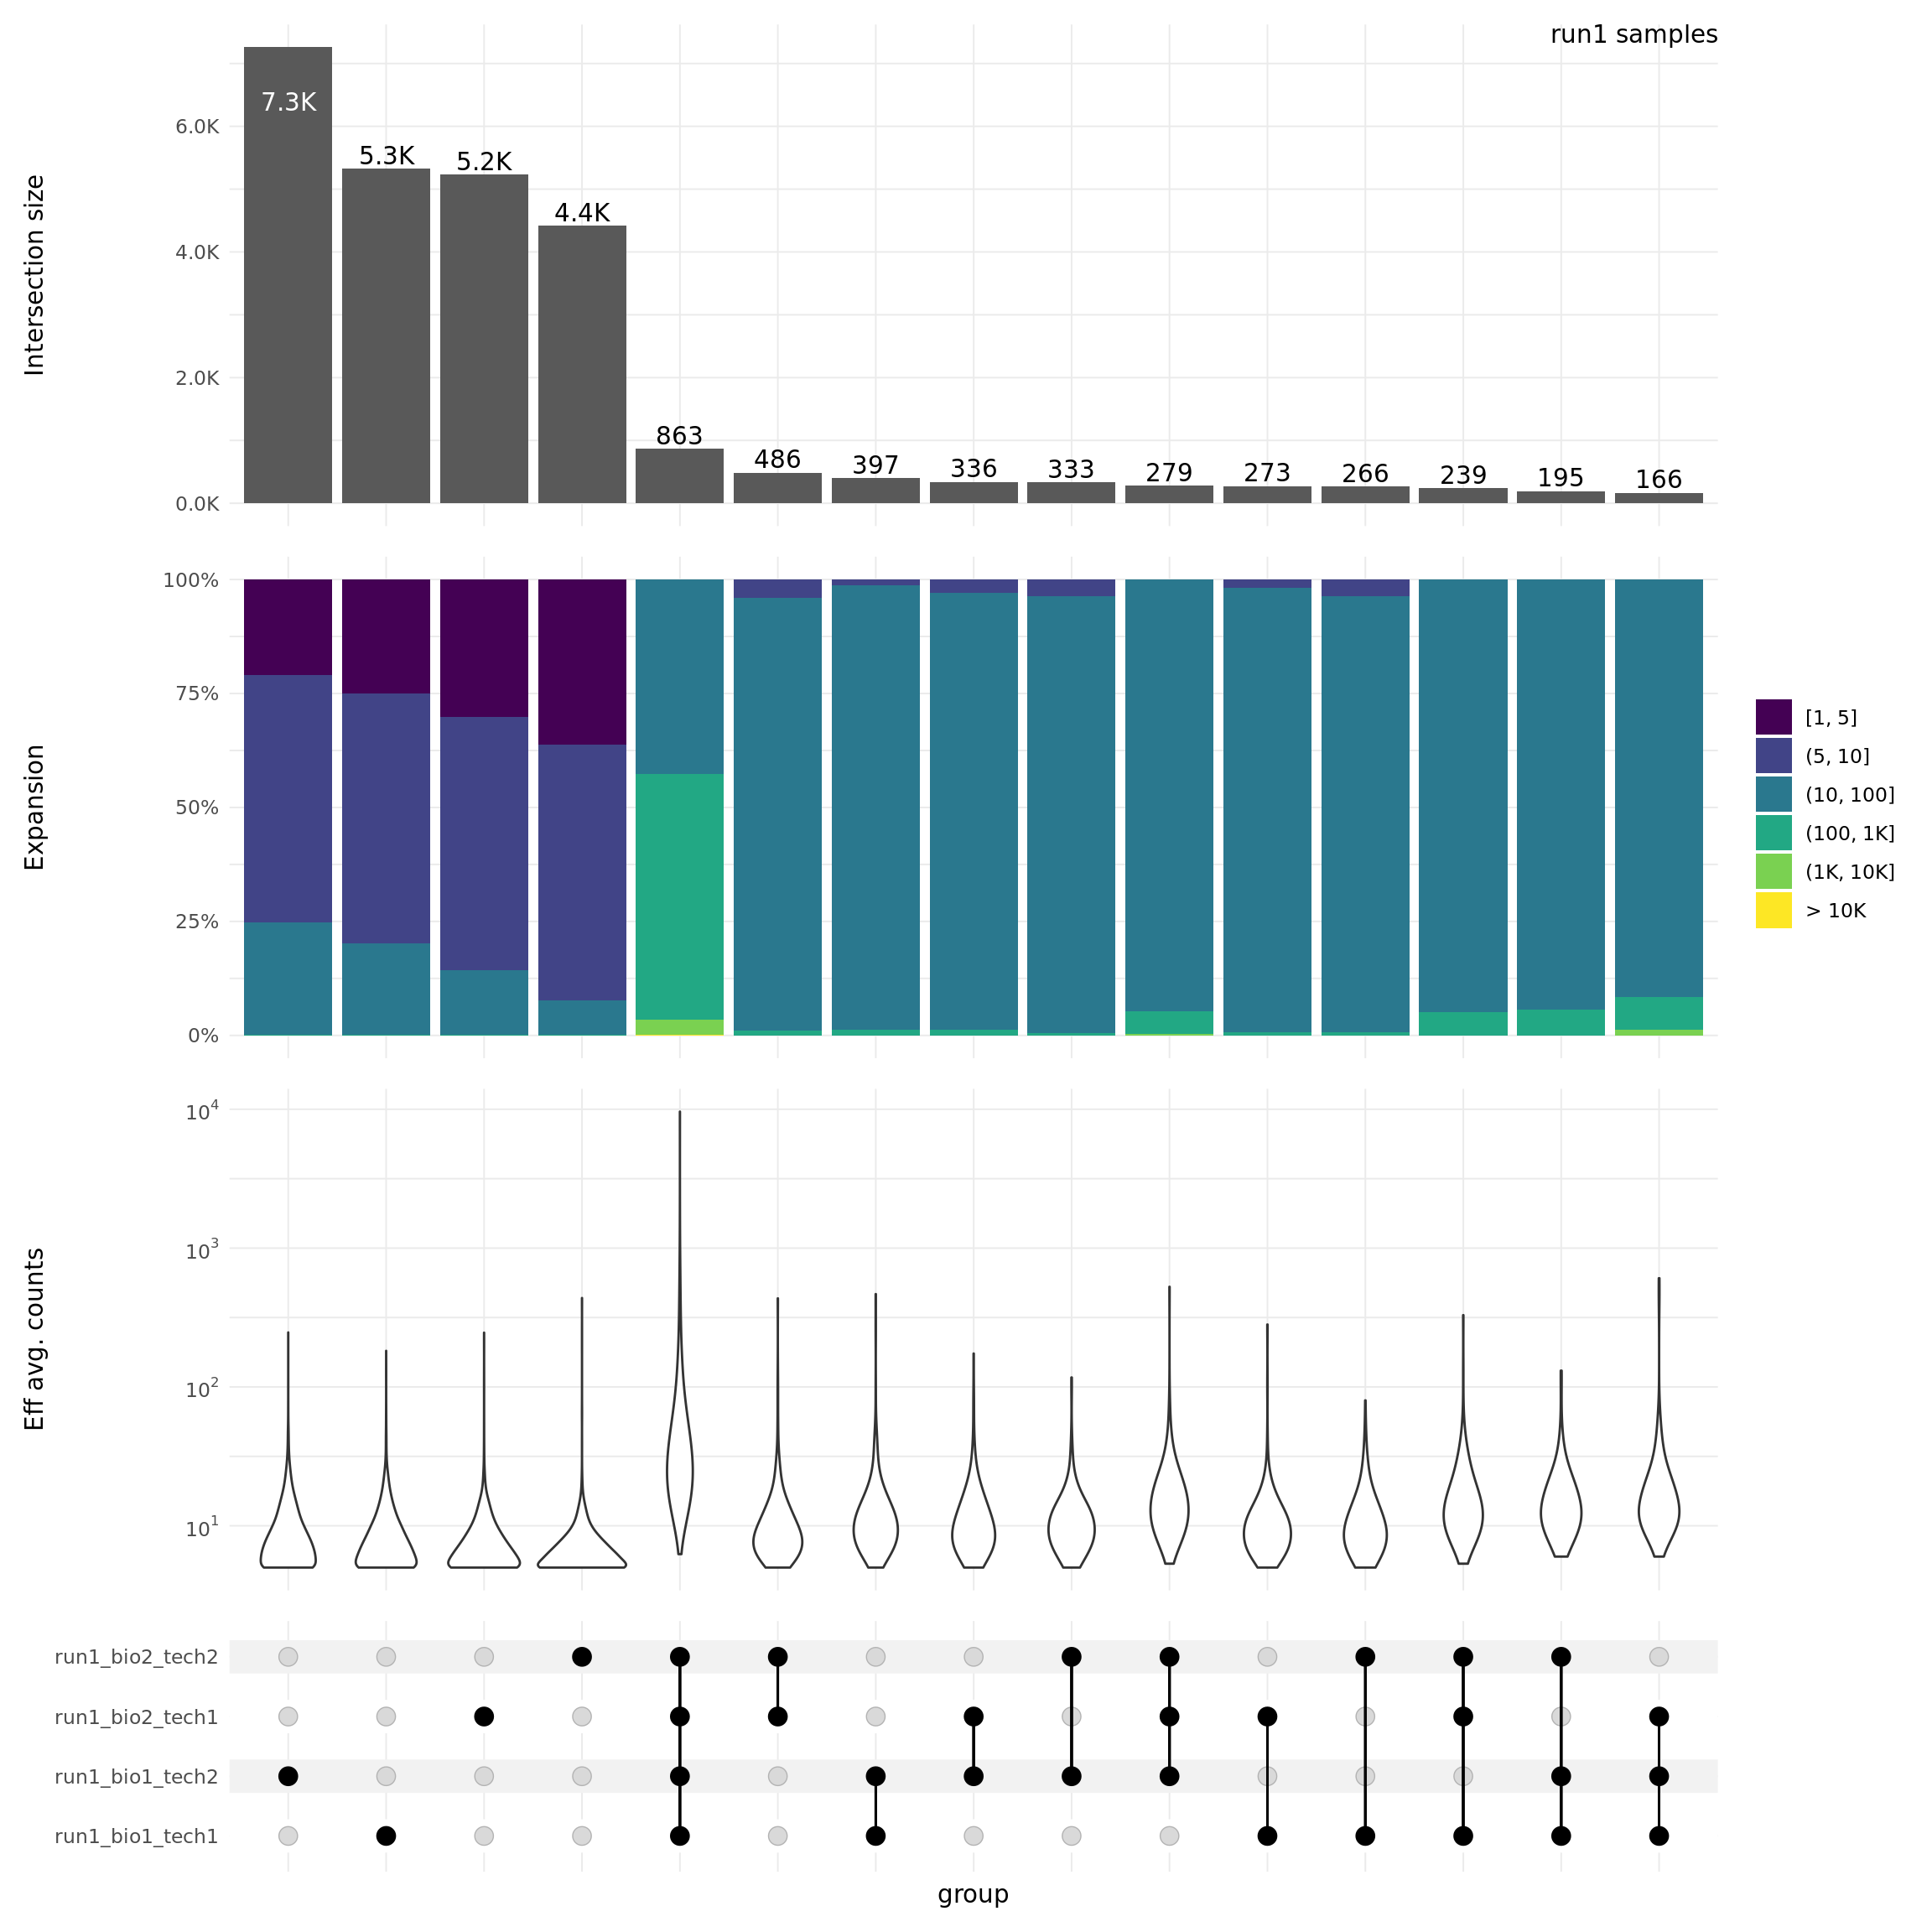 run1 samples
Intersection size
6.0K
4.0K
2.0K
0.0K
7.3K
5.3K
5.2K
4.4K
863
486
397
336
333
279
273
266
239
195
166
Expansion
100%
75%
50%
25%
0%
[1, 5]
(5, 10]
(10, 100]
(100, 1K]
(1K, 10K]
> 10K
Eff avg. counts
10⁴
10³
10²
10¹
run1_bio2_tech2
run1_bio2_tech1
run1_bio1_tech2
run1_bio1_tech1
group